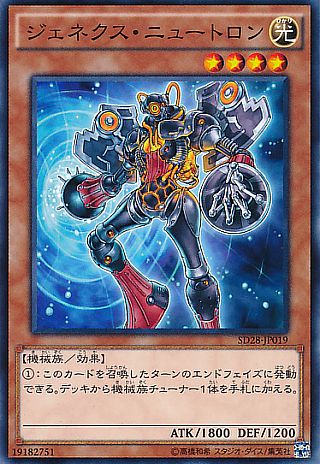 ジェネクス・ニュートロン
光
SD28-JP019
【機械族/効果】
①:このカードを召喚したターンのエンドフェイズに発動
できる。デッキから機械族チューナー1体を手札に加える。
ATK/1800 DEF/1200
19182751
©高橋和希 スタジオ・ダイス/集英社